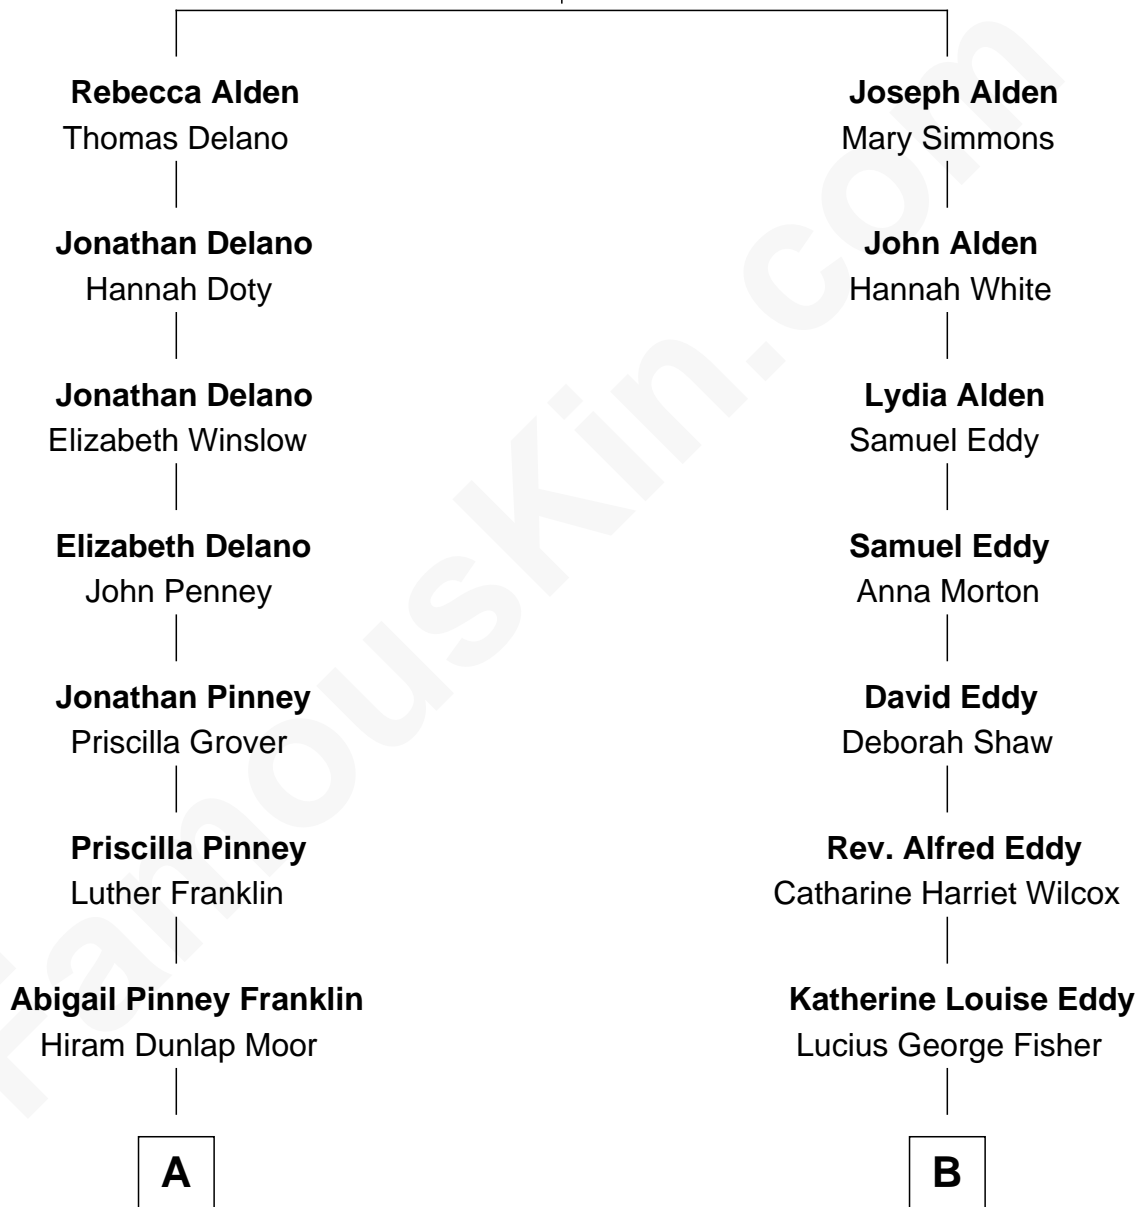 Rebecca Alden
Thomas Delano
Jonathan Delano
Hannah Doty
Jonathan Delano
Elizabeth Winslow
Elizabeth Delano
John Penney
Jonathan Pinney
Priscilla Grover
Priscilla Pinney
Luther Franklin
Abigail Pinney Franklin
Hiram Dunlap Moor
A
Joseph Alden
Mary Simmons
John Alden
Hannah White
Lydia Alden
Samuel Eddy
Samuel Eddy
Anna Morton
David Eddy
Deborah Shaw
Rev. Alfred Eddy
Catharine Harriet Wilcox
Katherine Louise Eddy
Lucius George Fisher
B
FamousKin.com